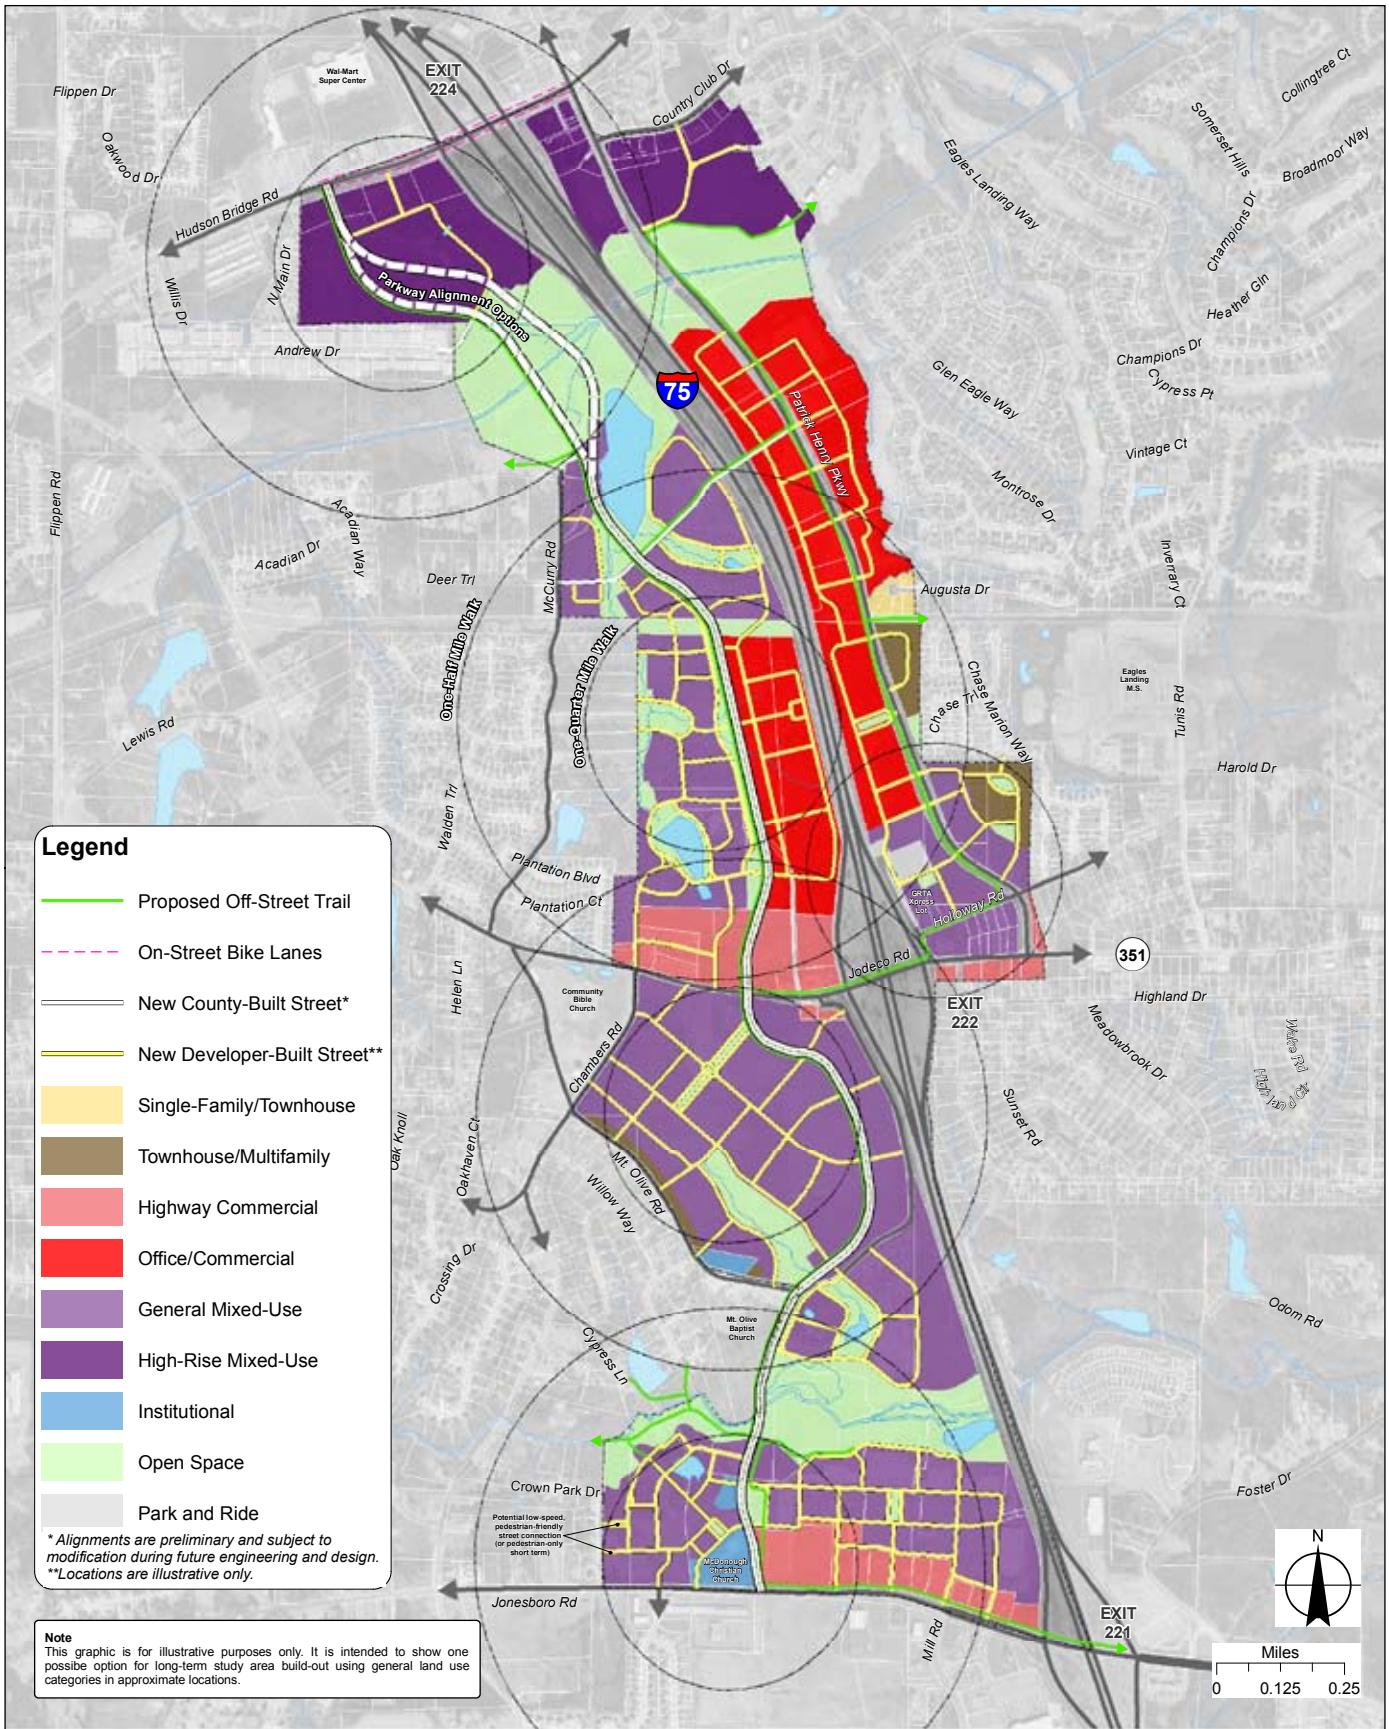 Wal-Mart
Super Center
EXIT
224
Country Club Dr
Flippen Dr
Oakwood Dr
Collingtree Ct
Somerset Hills
Broadmoor Way
Eagles Landing Way
Hudson Bridge Rd
N Main Dr
Willis Dr
Champions Dr
Heather Gln
Parkway Alignment Options
Andrew Dr
75
Champions Dr
Cypress Pt
Glen Eagle Way
Patrick Henry Pkwy
Vintage Ct
Montrose Dr
Flippen Rd
Acadian Way
Acadian Dr
Deer Trl
McCurry Rd
Inverrary Ct
Augusta Dr
One-Half Mile Walk
One-Quarter Mile Walk
Eagles
Landing
M.S.
Chase Trl
Chase Marion Way
Tunis Rd
Lewis Rd
Harold Dr
Walden Trl
Plantation Blvd
Plantation Ct
GRTA
Xpress
Lot
Holloway Rd
Jodeco Rd
351
Helen Ln
Community
Bible
Church
EXIT
222
Highland Dr
Meadowbrook Dr
Wake Rd
Highland Ct
Chambers Rd
Sunset Rd
Oak Knoll
Oakhaven Ct
Mt. Olive Rd
Willow Way
Crossing Dr
Odom Rd
Mt. Olive
Baptist
Church
Cypress Ln
Crown Park Dr
Foster Dr
Potential low-speed,
pedestrian-friendly
street connection
(or pedestrian-only
short term)
McDonough
Christian
Church
Jonesboro Rd
Mill Rd
EXIT
221
Legend
Proposed Off-Street Trail
On-Street Bike Lanes
New County-Built Street*
New Developer-Built Street**
Single-Family/Townhouse
Townhouse/Multifamily
Highway Commercial
Office/Commercial
General Mixed-Use
High-Rise Mixed-Use
Institutional
Open Space
Park and Ride
* Alignments are preliminary and subject to
modification during future engineering and design.
**Locations are illustrative only.
Note
This graphic is for illustrative purposes only. It is intended to show one
possibe option for long-term study area build-out using general land use
categories in approximate locations.
N
Miles
0 0.125 0.25